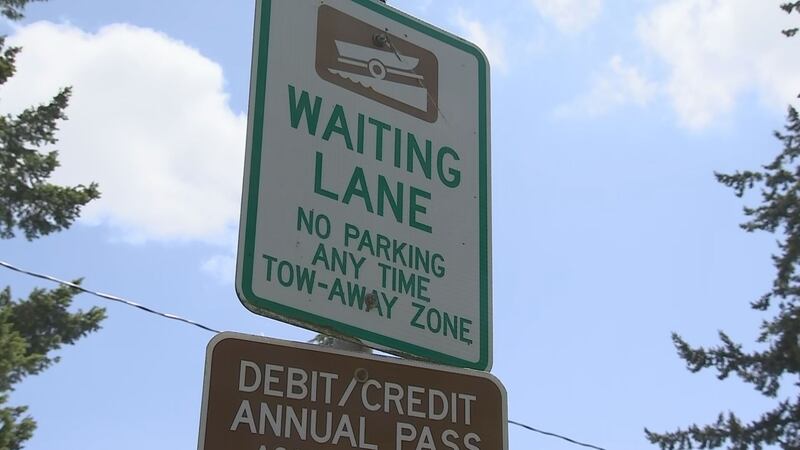 WAITING
LANE
NO PARKING
ANY TIME
TOW-AWAY ZONE
DEBIT/CREDIT
ANNUAL PASS